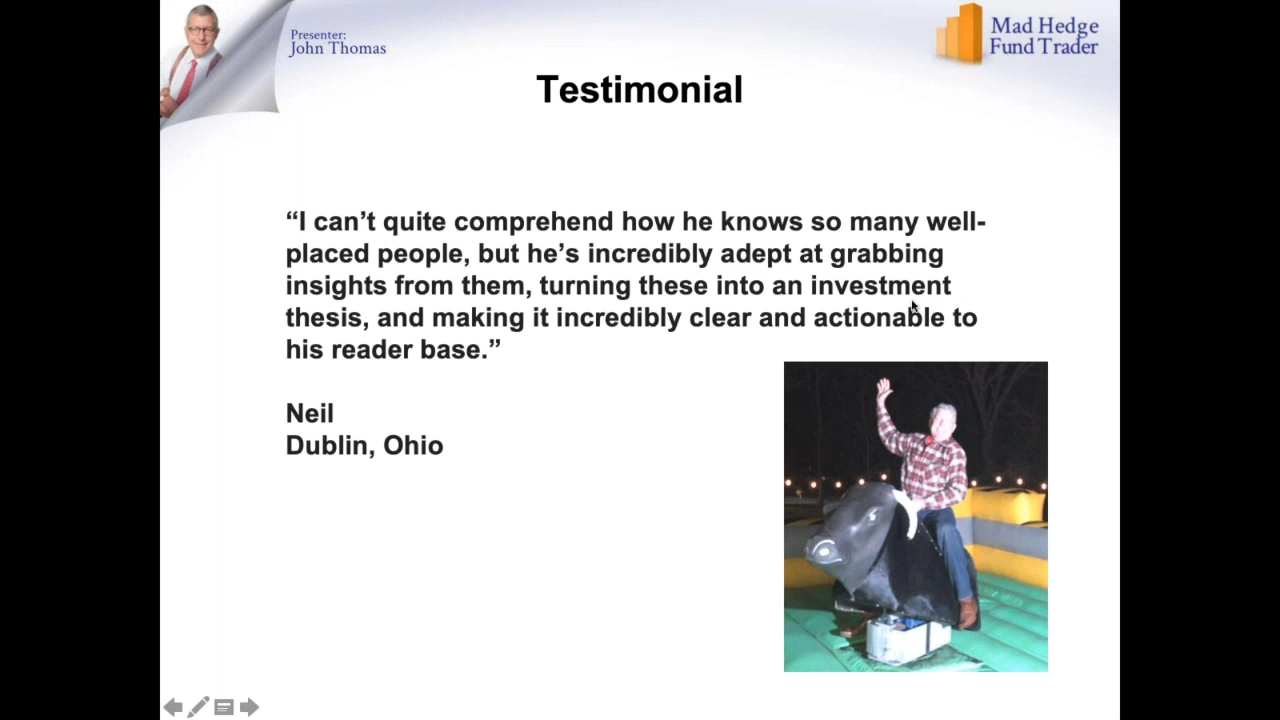 Presenter:
John Thomas
Mad Hedge
Fund Trader
Testimonial
“I can’t quite comprehend how he knows so many well-
placed people, but he’s incredibly adept at grabbing
insights from them, turning these into an investment
thesis, and making it incredibly clear and actionable to
his reader base.”
Neil
Dublin, Ohio